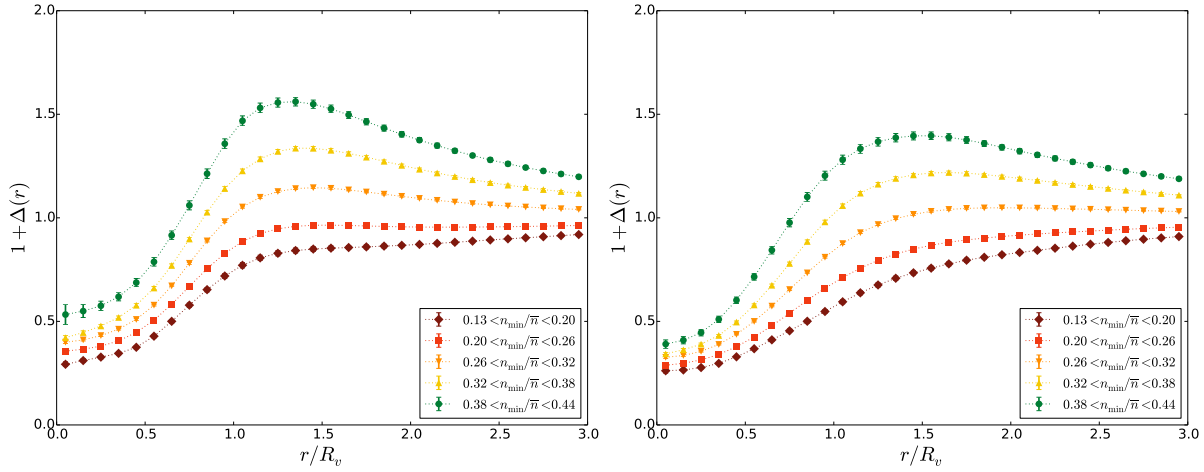 2.0
1.5
1.0
0.5
0.0
1 + Δ(r)
0.0 0.5 1.0 1.5 2.0 2.5 3.0
r/R_v
0.13 < n_min/n̅ < 0.20
0.20 < n_min/n̅ < 0.26
0.26 < n_min/n̅ < 0.32
0.32 < n_min/n̅ < 0.38
0.38 < n_min/n̅ < 0.44
2.0
1.5
1.0
0.5
0.0
1 + Δ(r)
0.0 0.5 1.0 1.5 2.0 2.5 3.0
r/R_v
0.13 < n_min/n̅ < 0.20
0.20 < n_min/n̅ < 0.26
0.26 < n_min/n̅ < 0.32
0.32 < n_min/n̅ < 0.38
0.38 < n_min/n̅ < 0.44